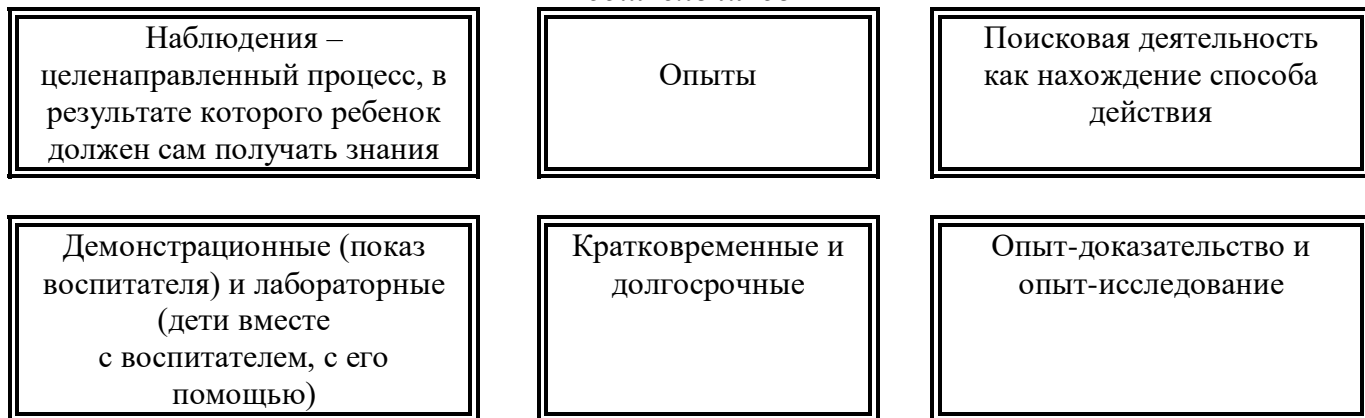 Наблюдения –
целенаправленный процесс, в
результате которого ребенок
должен сам получать знания
Опыты
Поисковая деятельность
как нахождение способа
действия
Демонстрационные (показ
воспитателя) и лабораторные
(дети вместе
с воспитателем, с его
помощью)
Кратковременные и
долгосрочные
Опыт-доказательство и
опыт-исследование